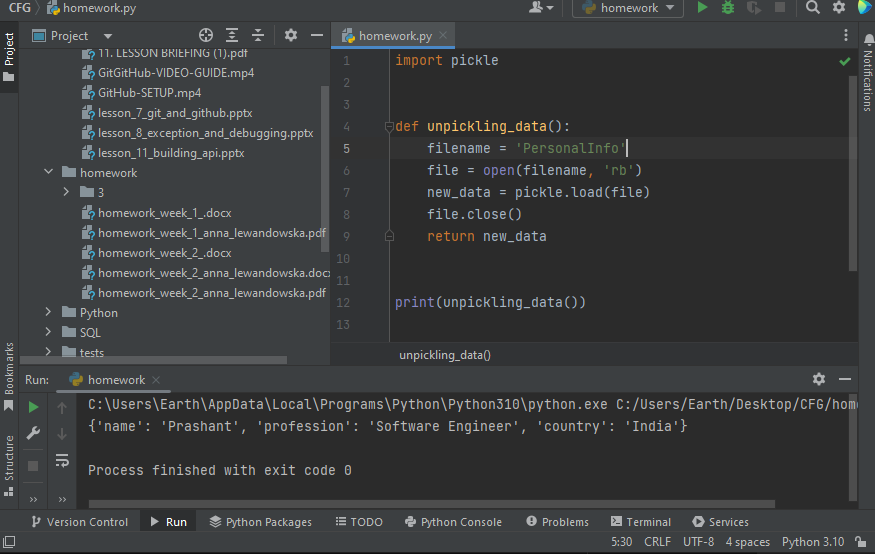 CFG homework.py
homework
Project
homework.py
Project
11. LESSON BRIEFING (1).pdf
GitGitHub-VIDEO-GUIDE.mp4
GitHub-SETUP.mp4
lesson_7_git_and_github.pptx
lesson_8_exception_and_debugging.pptx
lesson_11_building_api.pptx
homework
3
homework_week_1_.docx
homework_week_1_anna_lewandowska.pdf
homework_week_2_.docx
homework_week_2_anna_lewandowska.docx
homework_week_2_anna_lewandowska.pdf
Python
SQL
tests
1 import pickle
2
3
4 def unpickling_data():
5 filename = 'PersonalInfo'
6 file = open(filename, 'rb')
7 new_data = pickle.load(file)
8 file.close()
9 return new_data
10
11
12 print(unpickling_data())
13
unpickling_data()
Notifications
Bookmarks
Structure
Run: homework
C:\Users\Earth\AppData\Local\Programs\Python\Python310\python.exe C:/Users/Earth/Desktop/CFG/home
{'name': 'Prashant', 'profession': 'Software Engineer', 'country': 'India'}
Process finished with exit code 0
Version Control Run Python Packages TODO Python Console Problems Terminal Services
5:30 CRLF UTF-8 4 spaces Python 3.10